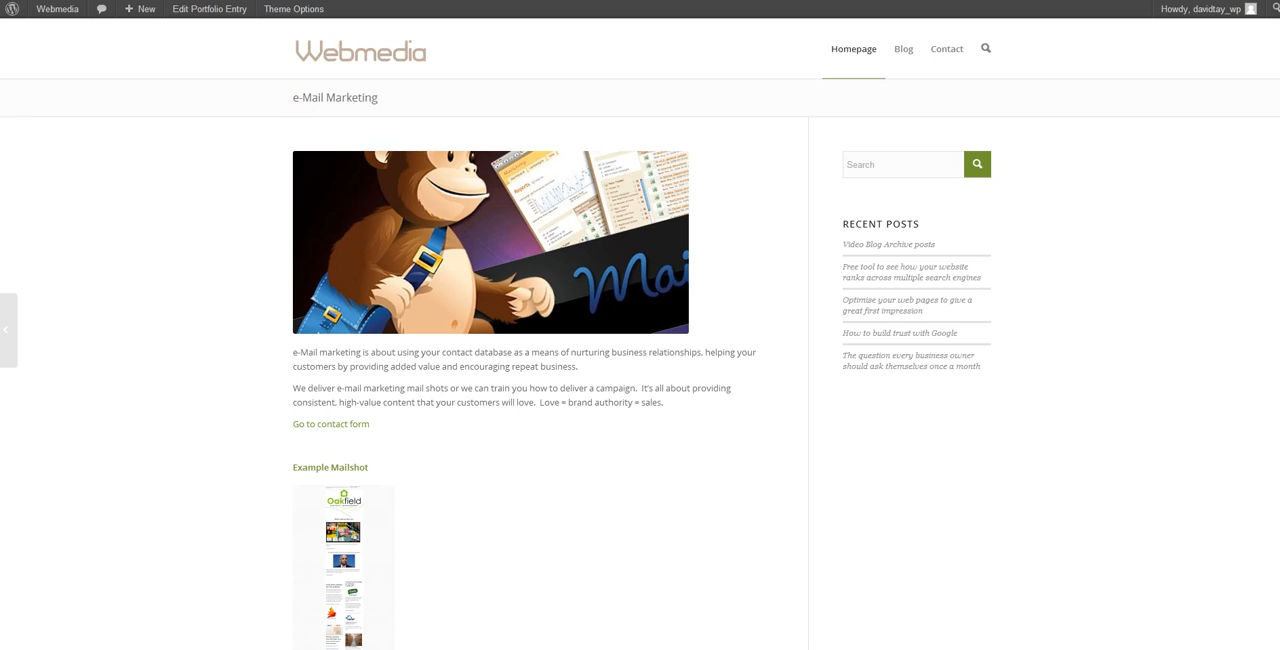 Webmedia
New
Edit Portfolio Entry
Theme Options
Howdy, davidtay_wp
Webmedia
Homepage
Blog
Contact
e-Mail Marketing
Reports
Mai
e-Mail marketing is about using your contact database as a means of nurturing business relationships, helping your
customers by providing added value and encouraging repeat business.
We deliver e-mail marketing mail shots or we can train you how to deliver a campaign.  It's all about providing
consistent, high-value content that your customers will love.  Love = brand authority = sales.
Go to contact form
Example Mailshot
Oakfield
Search
RECENT POSTS
Video Blog Archive posts
Free tool to see how your website
ranks across multiple search engines
Optimise your web pages to give a
great first impression
How to build trust with Google
The question every business owner
should ask themselves once a month